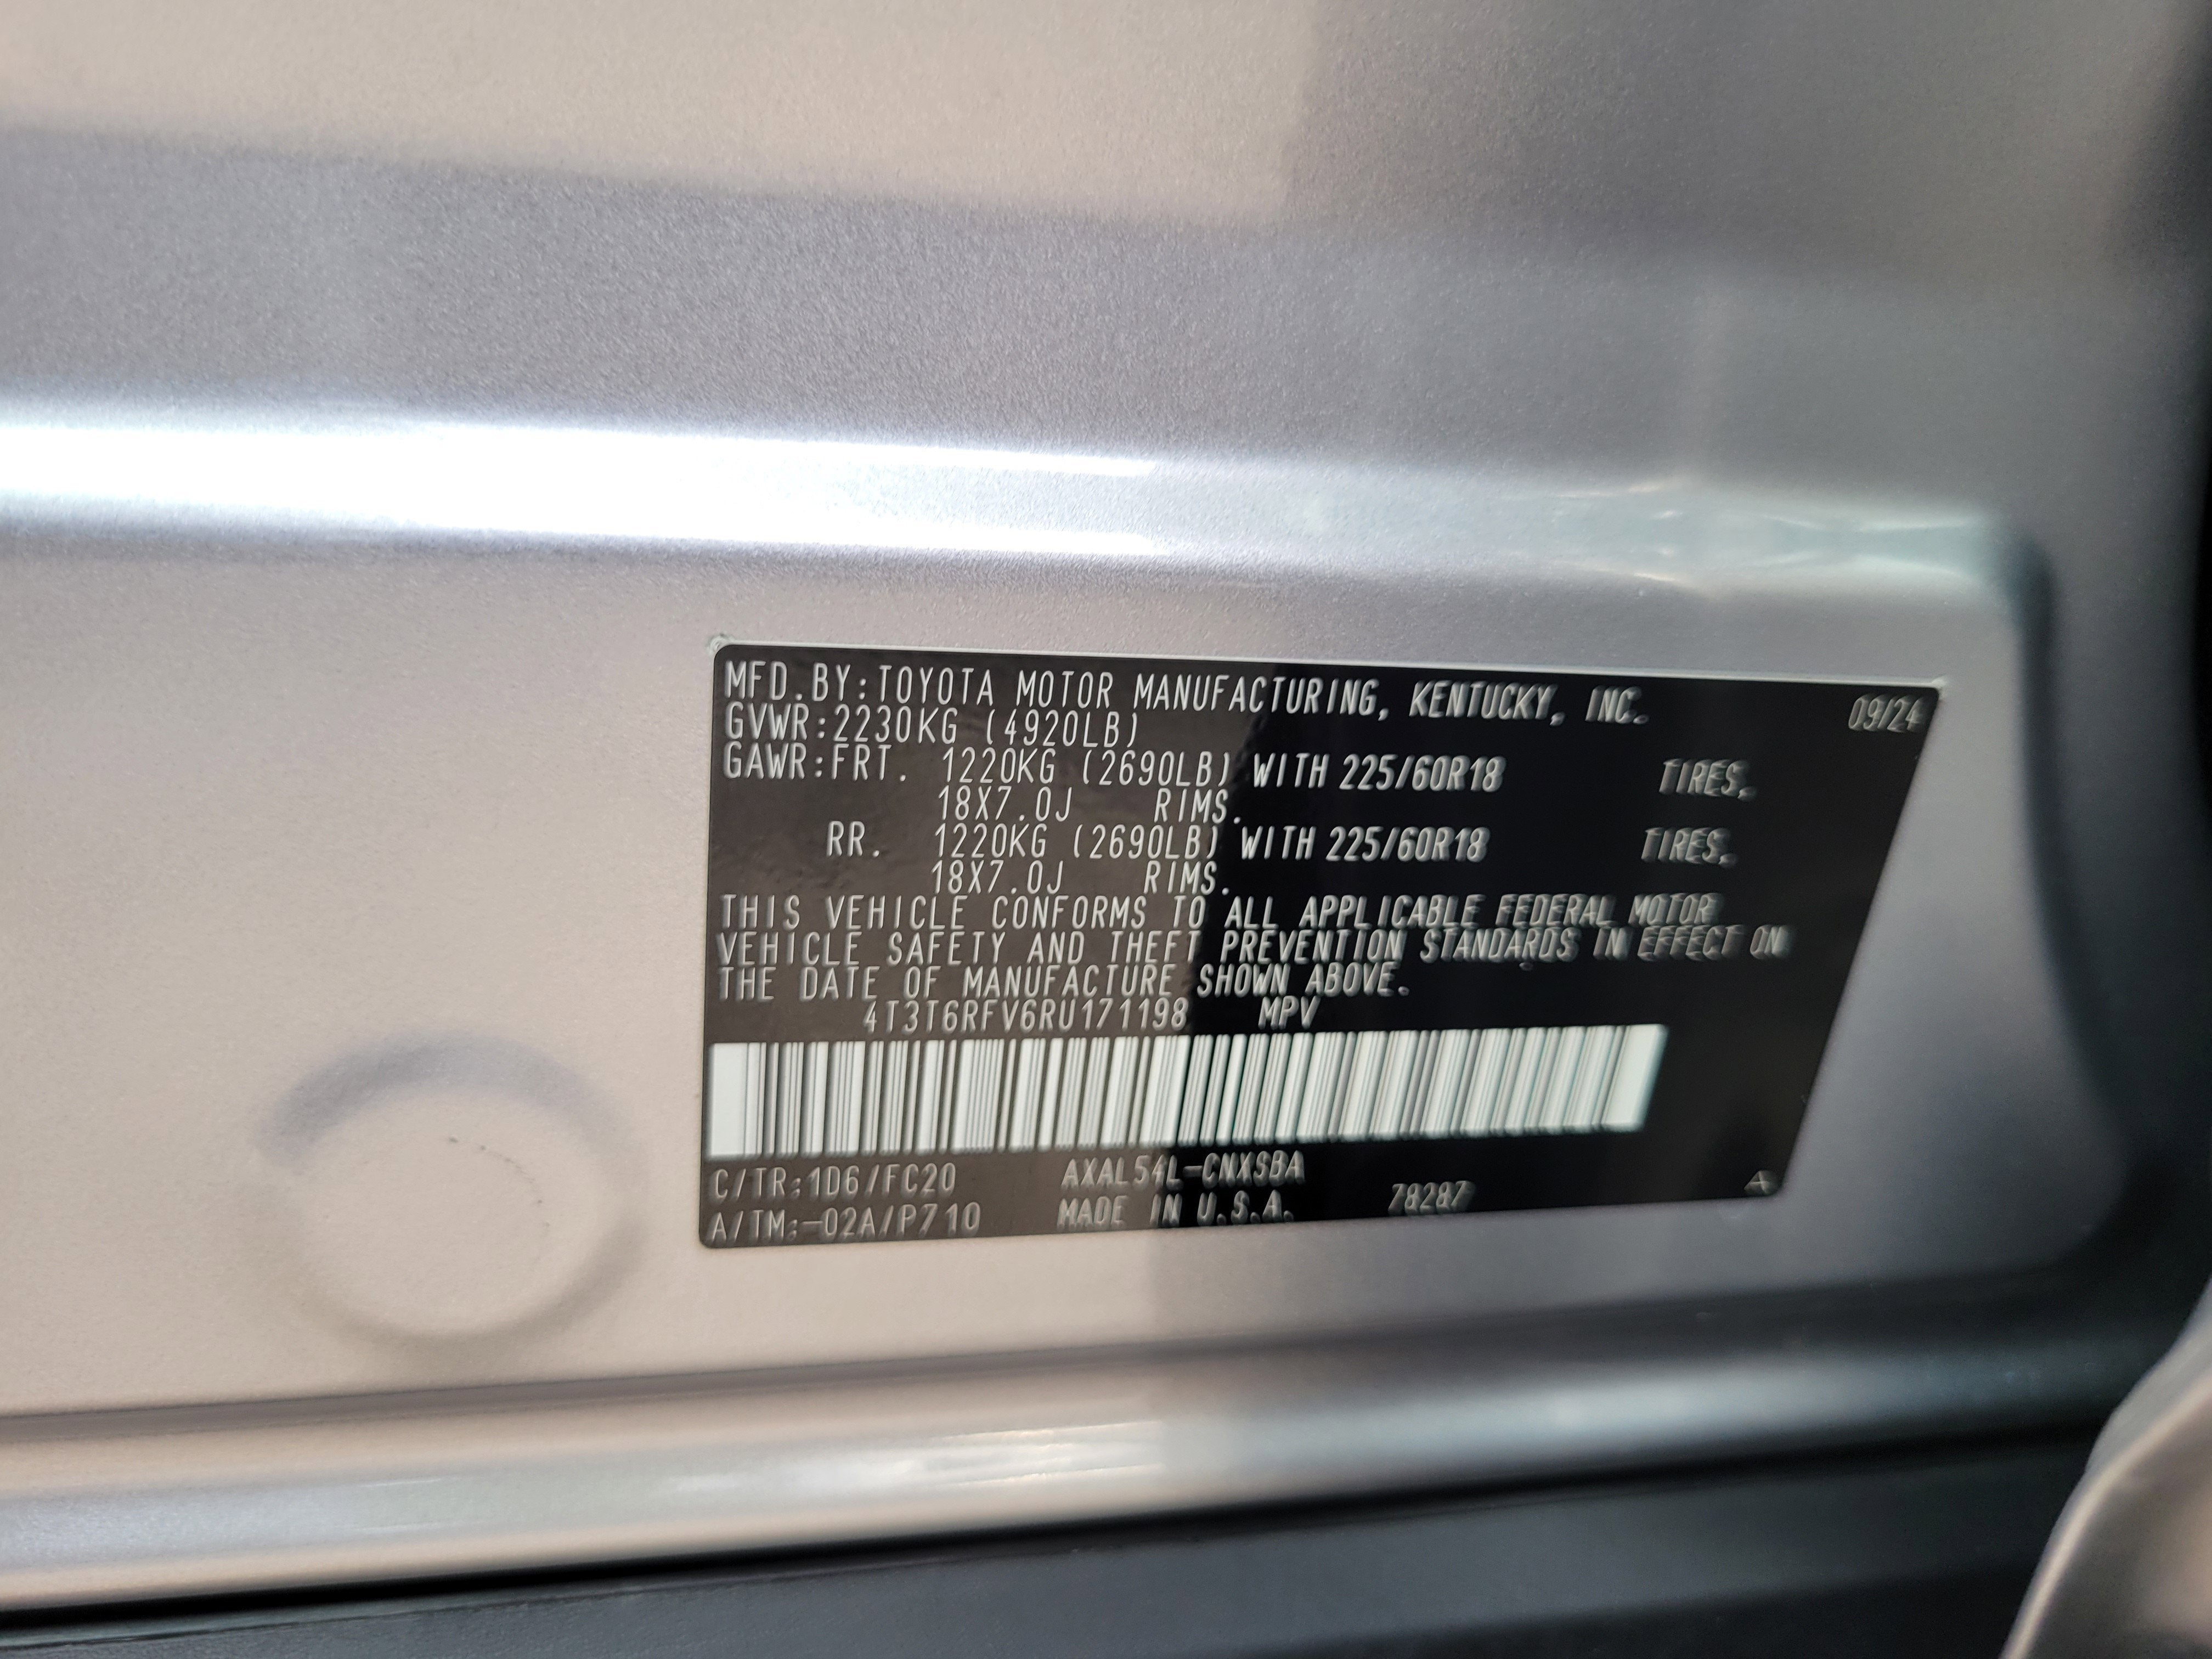 MFD.BY:TOYOTA MOTOR MANUFACTURING, KENTUCKY, INC. 09/24
GVWR:2230KG (4920LB)
GAWR:FRT. 1220KG (2690LB) WITH 225/60R18 TIRES,
18X7.0J RIMS.
RR. 1220KG (2690LB) WITH 225/60R18 TIRES,
18X7.0J RIMS.
THIS VEHICLE CONFORMS TO ALL APPLICABLE FEDERAL MOTOR
VEHICLE SAFETY AND THEFT PREVENTION STANDARDS IN EFFECT ON
THE DATE OF MANUFACTURE SHOWN ABOVE.
4T3T6RFV6RU171198 MPV
C/TR:1D6/FC20 AXAL54L-CNXSBA
A/TM:-02A/P710 MADE IN U.S.A. 78287 A